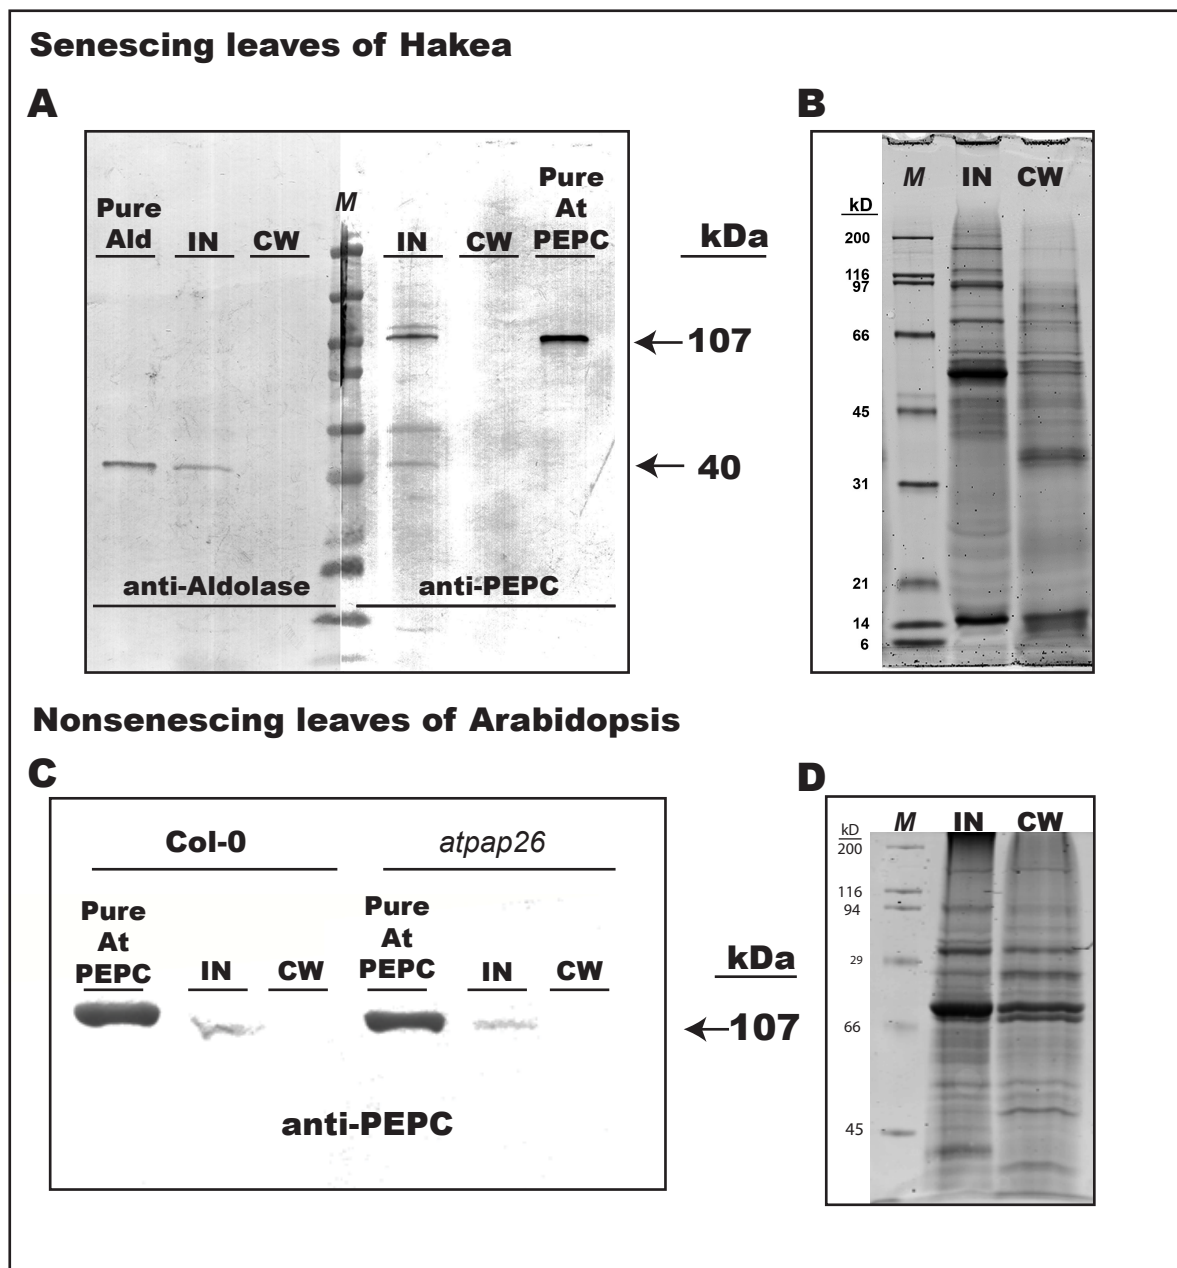 Senescing leaves of Hakea
A
B
Pure
Ald
IN
CW
M
IN
CW
Pure
At
PEPC
kDa
107
40
anti-Aldolase
anti-PEPC
M
IN
CW
kD
200
116
97
66
45
31
21
14
6
Nonsenescing leaves of Arabidopsis
C
D
Col-0
atpap26
Pure
At
PEPC
IN
CW
Pure
At
PEPC
IN
CW
kDa
107
anti-PEPC
M
IN
CW
kD
200
116
94
29
66
45